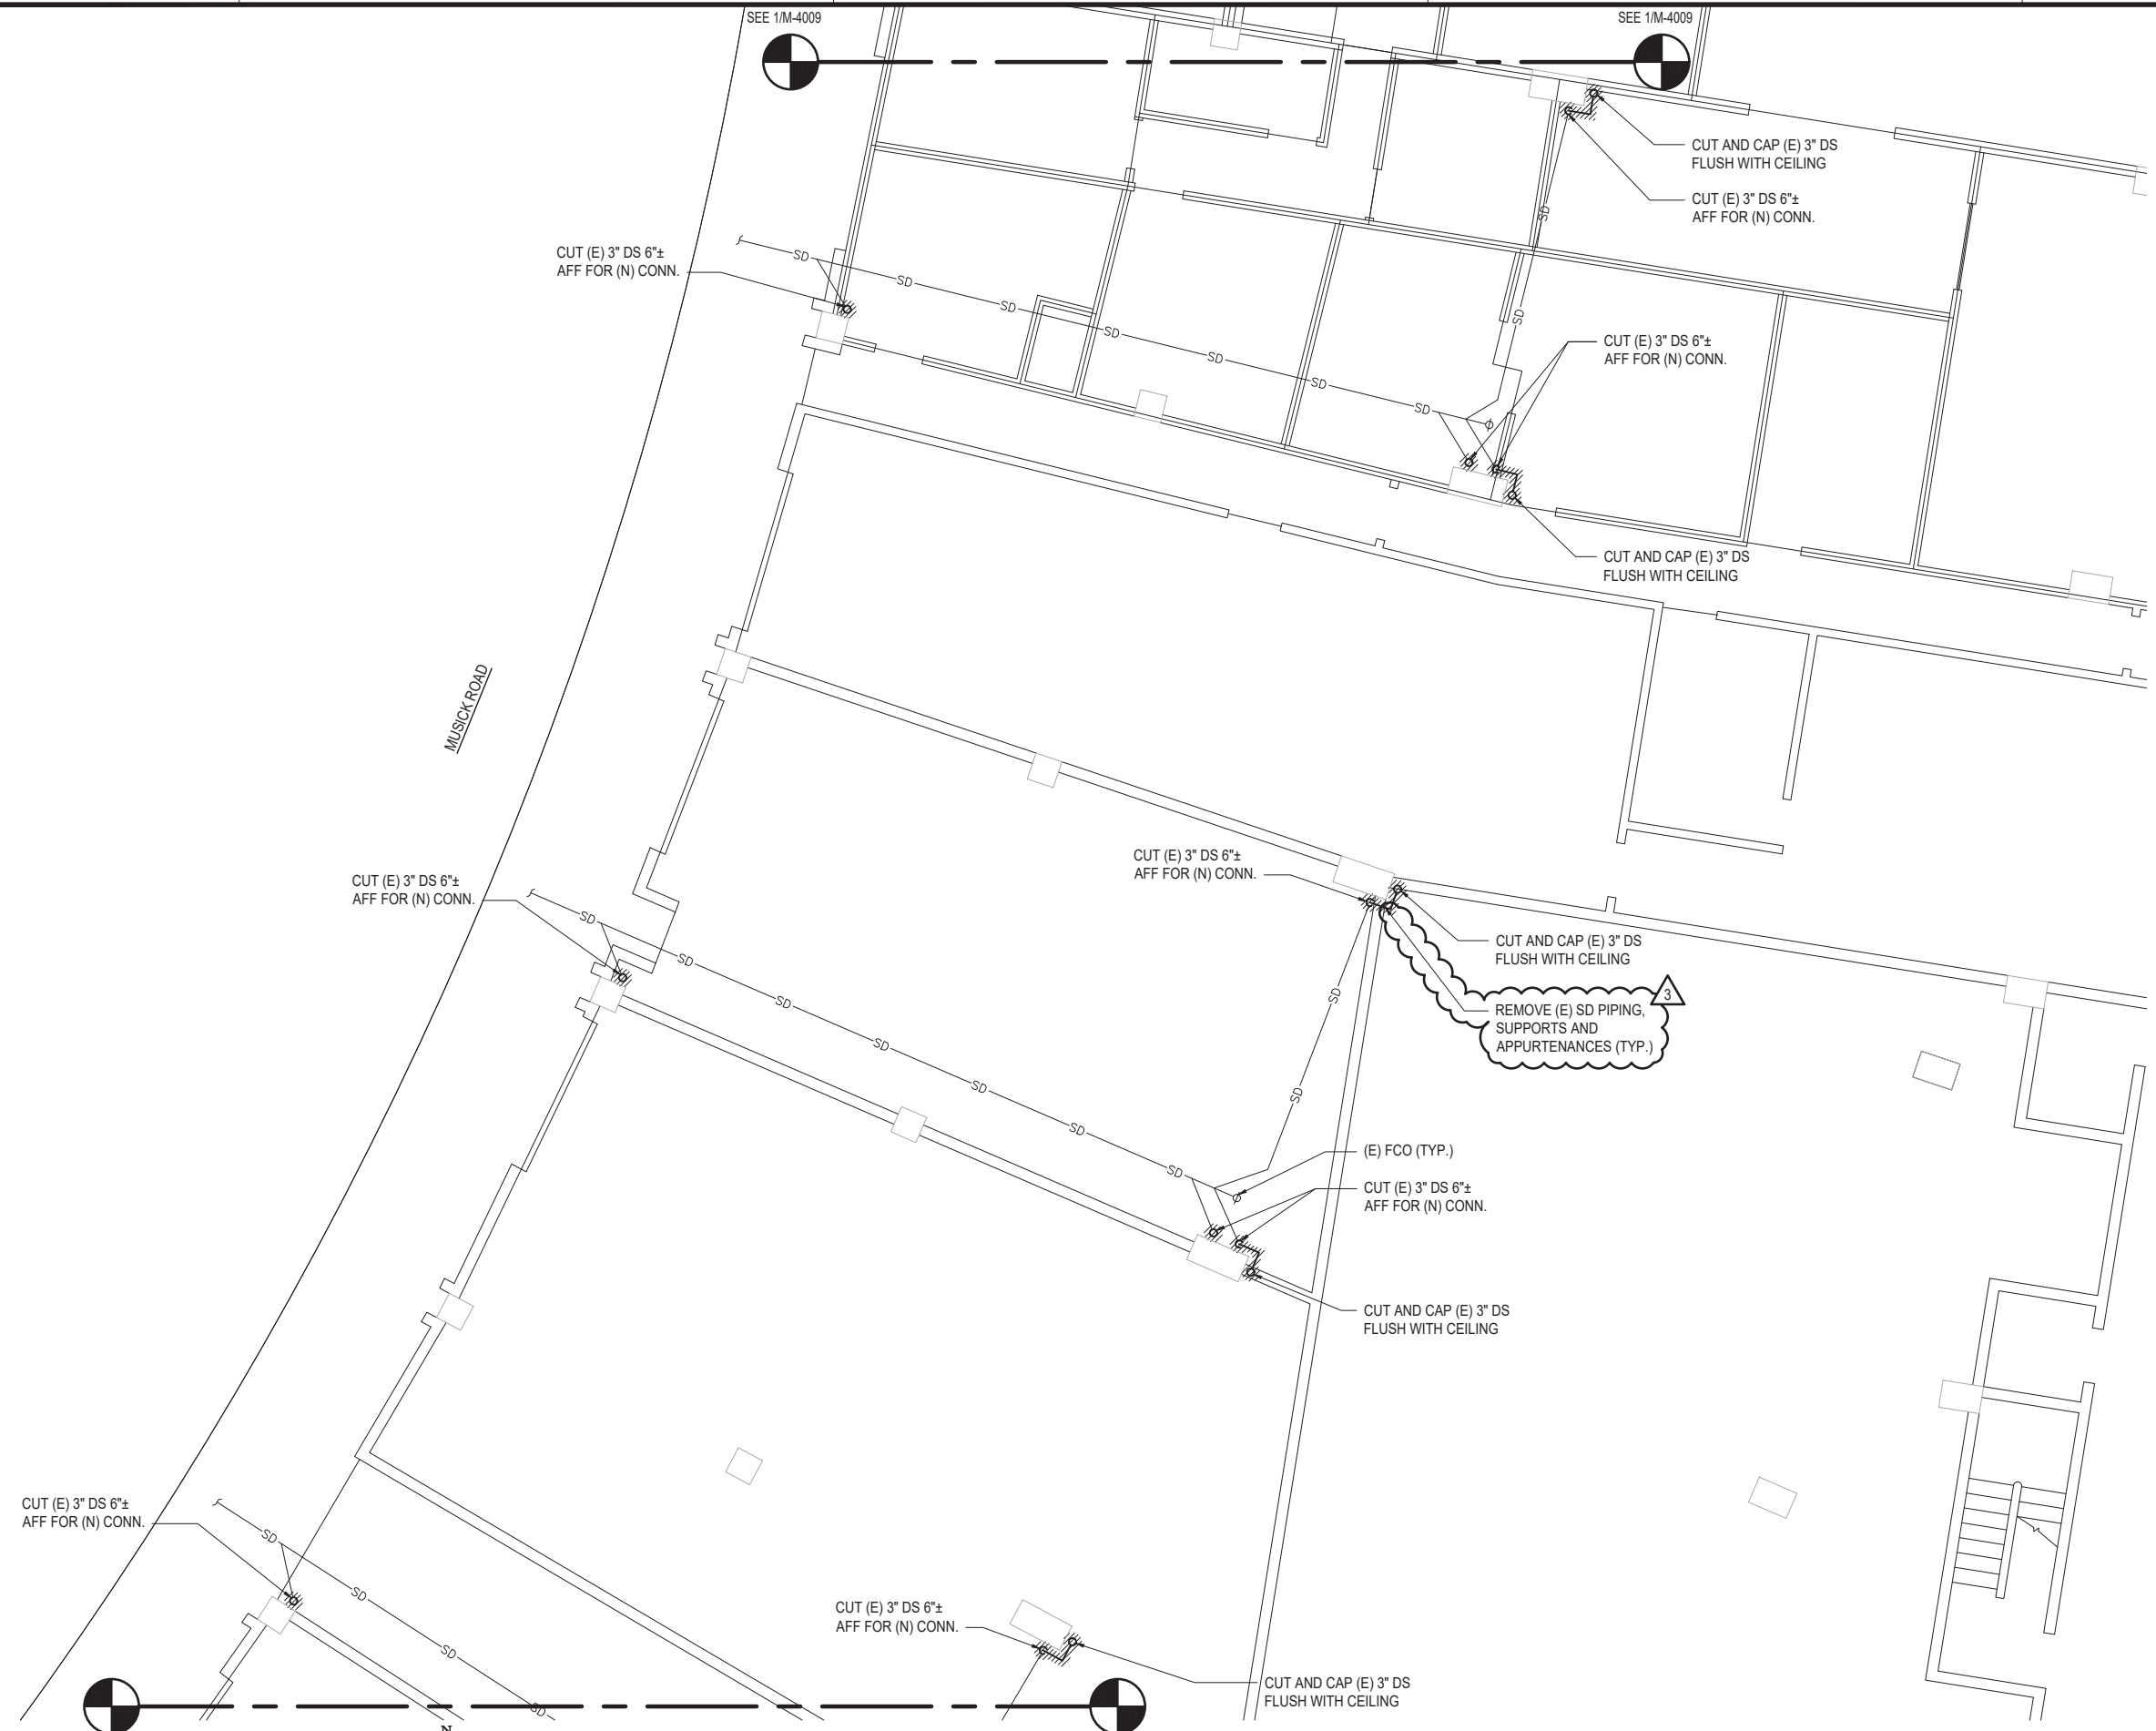 SEE 1/M-4009
SEE 1/M-4009
CUT AND CAP (E) 3" DS
FLUSH WITH CEILING
CUT (E) 3" DS 6"±
AFF FOR (N) CONN.
SD
CUT (E) 3" DS 6"±
AFF FOR (N) CONN.
SD
SD
SD
SD
SD
SD
SD
SD
CUT (E) 3" DS 6"±
AFF FOR (N) CONN.
CUT AND CAP (E) 3" DS
FLUSH WITH CEILING
MUSICK ROAD
CUT (E) 3" DS 6"±
AFF FOR (N) CONN.
CUT (E) 3" DS 6"±
AFF FOR (N) CONN.
SD
SD
SD
SD
SD
SD
SD
SD
SD
CUT AND CAP (E) 3" DS
FLUSH WITH CEILING
3
REMOVE (E) SD PIPING,
SUPPORTS AND
APPURTENANCES (TYP.)
(E) FCO (TYP.)
CUT (E) 3" DS 6"±
AFF FOR (N) CONN.
CUT AND CAP (E) 3" DS
FLUSH WITH CEILING
CUT (E) 3" DS 6"±
AFF FOR (N) CONN.
SD
SD
SD
SD
CUT (E) 3" DS 6"±
AFF FOR (N) CONN.
CUT AND CAP (E) 3" DS
FLUSH WITH CEILING
N